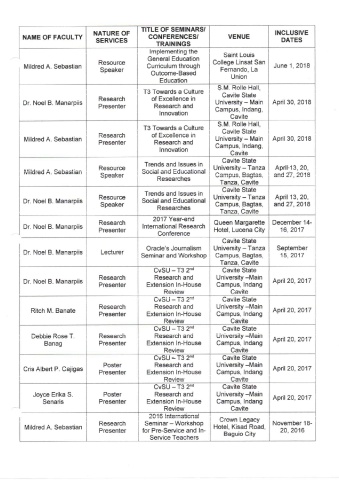 NAME OF FACULTY
NATURE OF
SERVICES
TITLE OF SEMINARS/
CONFERENCES/
TRAININGS
VENUE
INCLUSIVE
DATES
Mildred A. Sebastian
Resource
Speaker
Implementing the
General Education
Curriculum through
Outcome-Based
Education
Saint Louis
College Linsat San
Fernando, La
Union
June 1, 2018
Dr. Noel B. Manarpiis
Research
Presenter
T3 Towards a Culture
of Excellence in
Research and
Innovation
S.M. Rolle Hall,
Cavite State
University – Main
Campus, Indang,
Cavite
April 30, 2018
Mildred A. Sebastian
Research
Presenter
T3 Towards a Culture
of Excellence in
Research and
Innovation
S.M. Rolle Hall,
Cavite State
University – Main
Campus, Indang,
Cavite
April 30, 2018
Mildred A. Sebastian
Resource
Speaker
Trends and Issues in
Social and Educational
Researches
Cavite State
University – Tanza
Campus, Bagtas,
Tanza, Cavite
April 13, 20,
and 27, 2018
Dr. Noel B. Manarpiis
Resource
Speaker
Trends and Issues in
Social and Educational
Researches
Cavite State
University – Tanza
Campus, Bagtas,
Tanza, Cavite
April 13, 20,
and 27, 2018
Dr. Noel B. Manarpiis
Research
Presenter
2017 Year-end
International Research
Conference
Queen Margarette
Hotel, Lucena City
December 14-
16, 2017
Dr. Noel B. Manarpiis
Lecturer
Oracle's Journalism
Seminar and Workshop
Cavite State
University – Tanza
Campus, Bagtas,
Tanza, Cavite
September
15, 2017
Dr. Noel B. Manarpiis
Research
Presenter
CvSU – T3 2nd
Research and
Extension In-House
Review
Cavite State
University –Main
Campus, Indang
Cavite
April 20, 2017
Ritch M. Banate
Research
Presenter
CvSU – T3 2nd
Research and
Extension In-House
Review
Cavite State
University –Main
Campus, Indang
Cavite
April 20, 2017
Debbie Rose T.
Banag
Research
Presenter
CvSU – T3 2nd
Research and
Extension In-House
Review
Cavite State
University –Main
Campus, Indang
Cavite
April 20, 2017
Cris Albert P. Cajigas
Poster
Presenter
CvSU – T3 2nd
Research and
Extension In-House
Review
Cavite State
University –Main
Campus, Indang
Cavite
April 20, 2017
Joyce Erika S.
Senaris
Poster
Presenter
CvSU – T3 2nd
Research and
Extension In-House
Review
Cavite State
University –Main
Campus, Indang
Cavite
April 20, 2017
Mildred A. Sebastian
Research
Presenter
2016 International
Seminar – Workshop
for Pre-Service and In-
Service Teachers
Crown Legacy
Hotel, Kisad Road,
Baguio City
November 18-
20, 2016